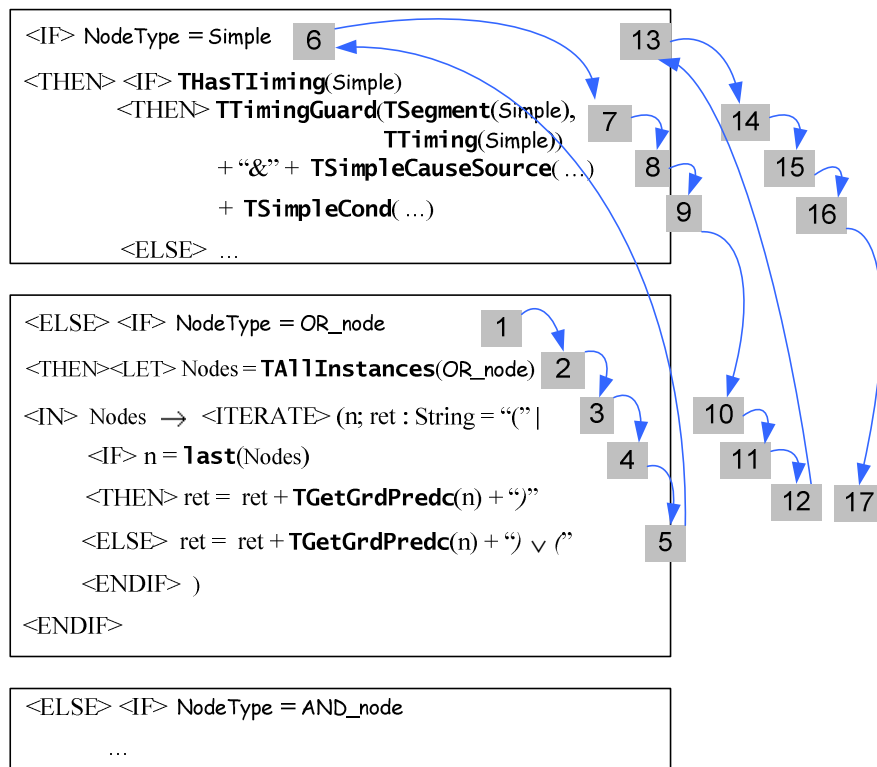 <IF> NodeType = Simple 6 13
<THEN> <IF> THasTIiming(Simple)
<THEN> TTimingGuard(TSegment(Simple), 7 14
TTiming(Simple))
+ “&” + TSimpleCauseSource( …) 8 15
+ TSimpleCond( …) 9 16
<ELSE> …
<ELSE> <IF> NodeType = OR_node 1
<THEN><LET> Nodes = TAllInstances(OR_node) 2
<IN> Nodes → <ITERATE> (n; ret : String = “(” | 3 10
<IF> n = last(Nodes) 4 11
<THEN> ret = ret + TGetGrdPredc(n) + “)” 12 17
<ELSE> ret = ret + TGetGrdPredc(n) + “) ∨ (” 5
<ENDIF> )
<ENDIF>
<ELSE> <IF> NodeType = AND_node
…